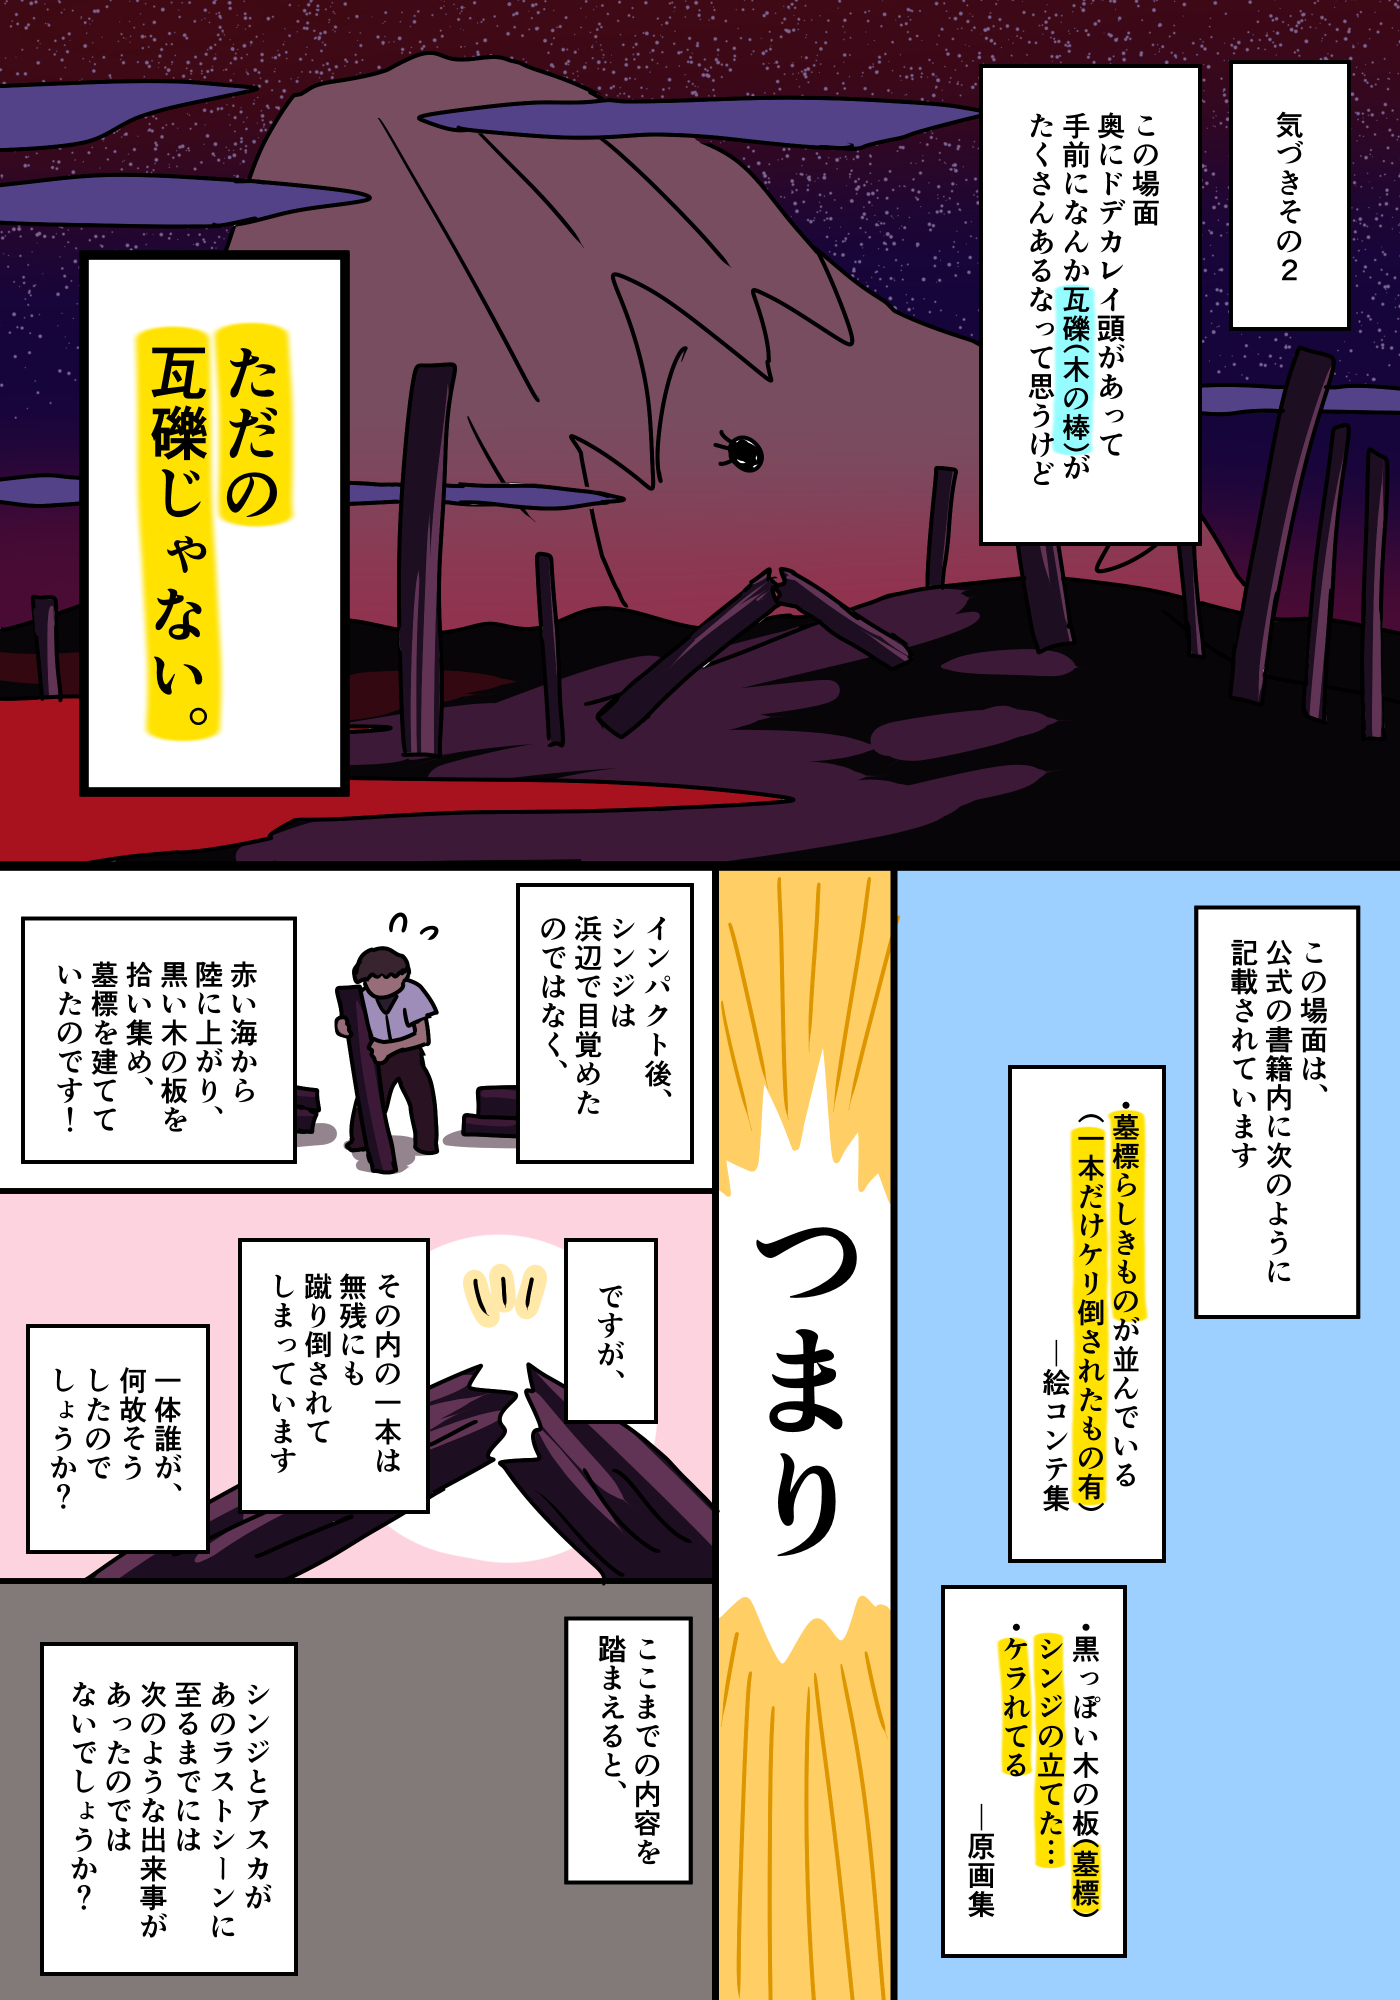 気づきその２
この場面
奥にドデカレイ頭があって
手前になんか瓦礫(木の棒)が
たくさんあるなって思うけど
ただの
瓦礫じゃない。
この場面は、
公式の書籍内に次のように
記載されています
・墓標らしきものが並んでいる
(一本だけケリ倒されたもの有)
―絵コンテ集
・黒っぽい木の板(墓標)
シンジの立てた…
・ケラれてる
―原画集
つまり
インパクト後、
シンジは
浜辺で目覚めた
のではなく、
赤い海から
陸に上がり、
黒い木の板を
拾い集め、
墓標を建てて
いたのです！
ですが、
その内の一本は
無残にも
蹴り倒されて
しまっています
一体誰が、
何故そう
したので
しょうか？
ここまでの内容を
踏まえると、
シンジとアスカが
あのラストシーンに
至るまでには
次のような出来事が
あったのでは
ないでしょうか？